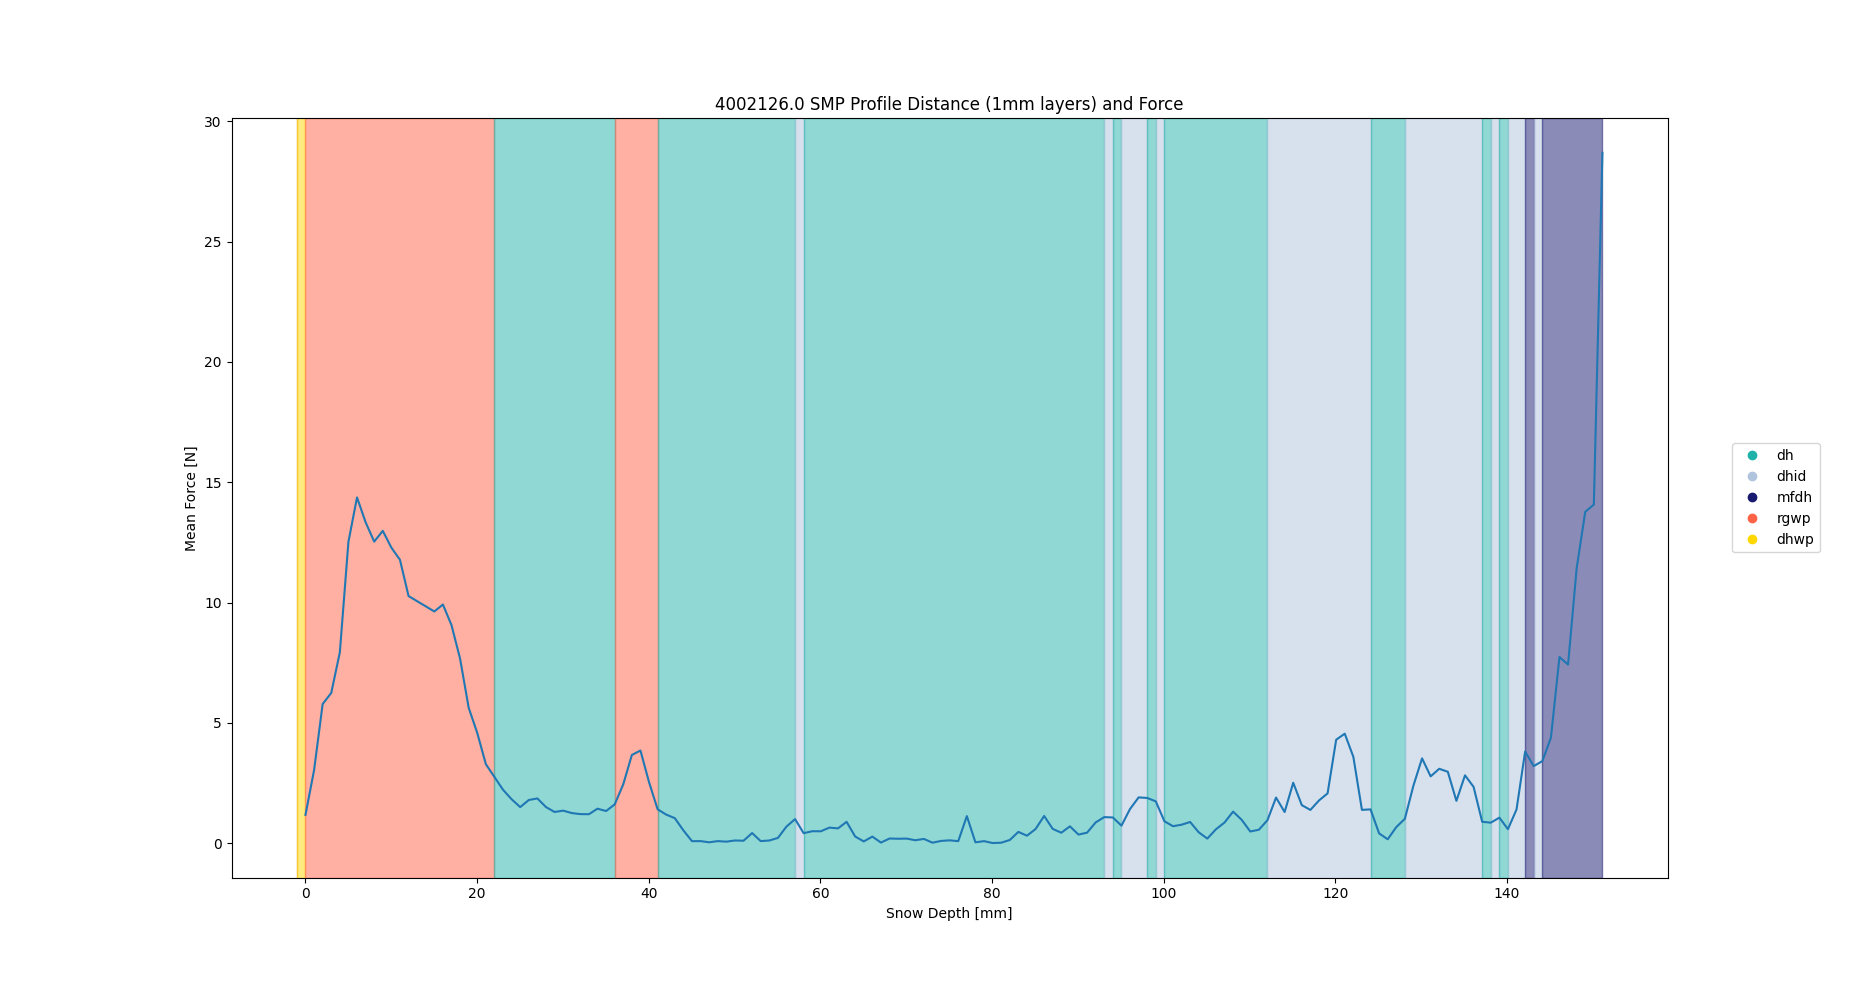 4002126.0 SMP Profile Distance (1mm layers) and Force
30
25
20
15
10
5
0
Mean Force [N]
0 20 40 60 80 100 120 140
Snow Depth [mm]
dh
dhid
mfdh
rgwp
dhwp